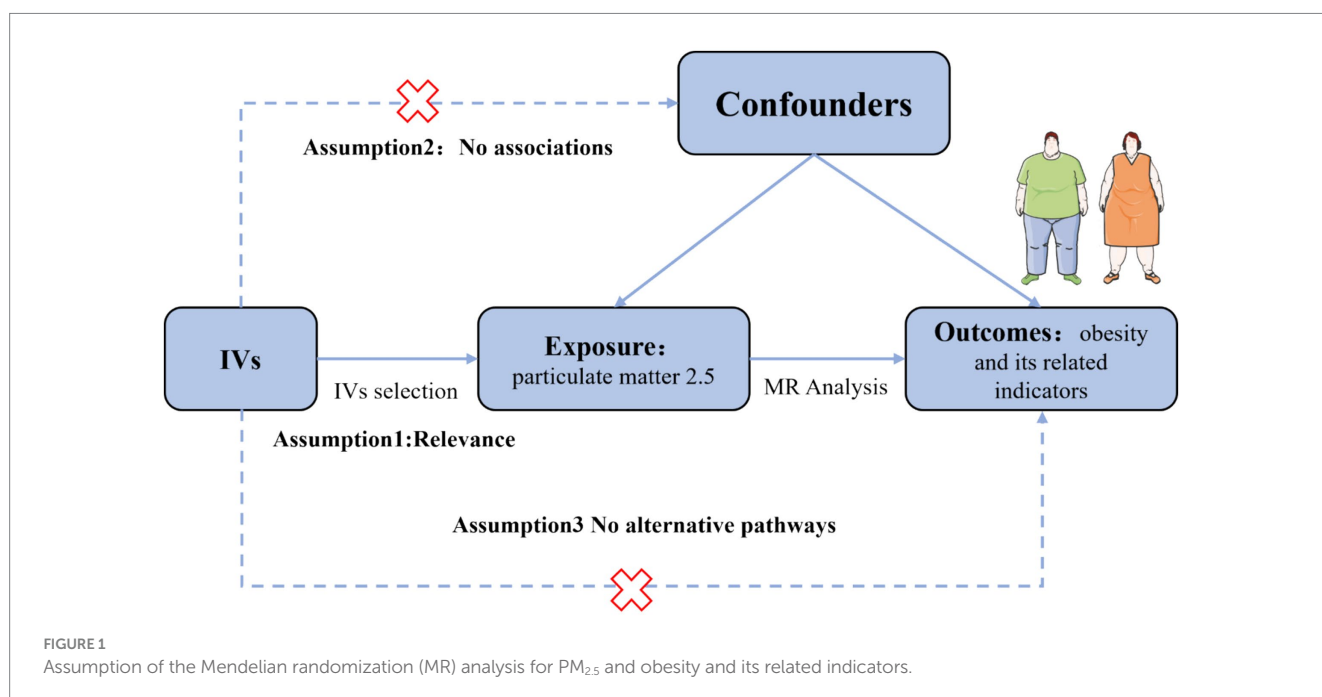 Confounders
Assumption2：No associations
IVs
IVs selection
Exposure：
particulate matter 2.5
MR Analysis
Outcomes：obesity
and its related
indicators
Assumption1:Relevance
Assumption3 No alternative pathways
FIGURE 1
Assumption of the Mendelian randomization (MR) analysis for PM2.5 and obesity and its related indicators.